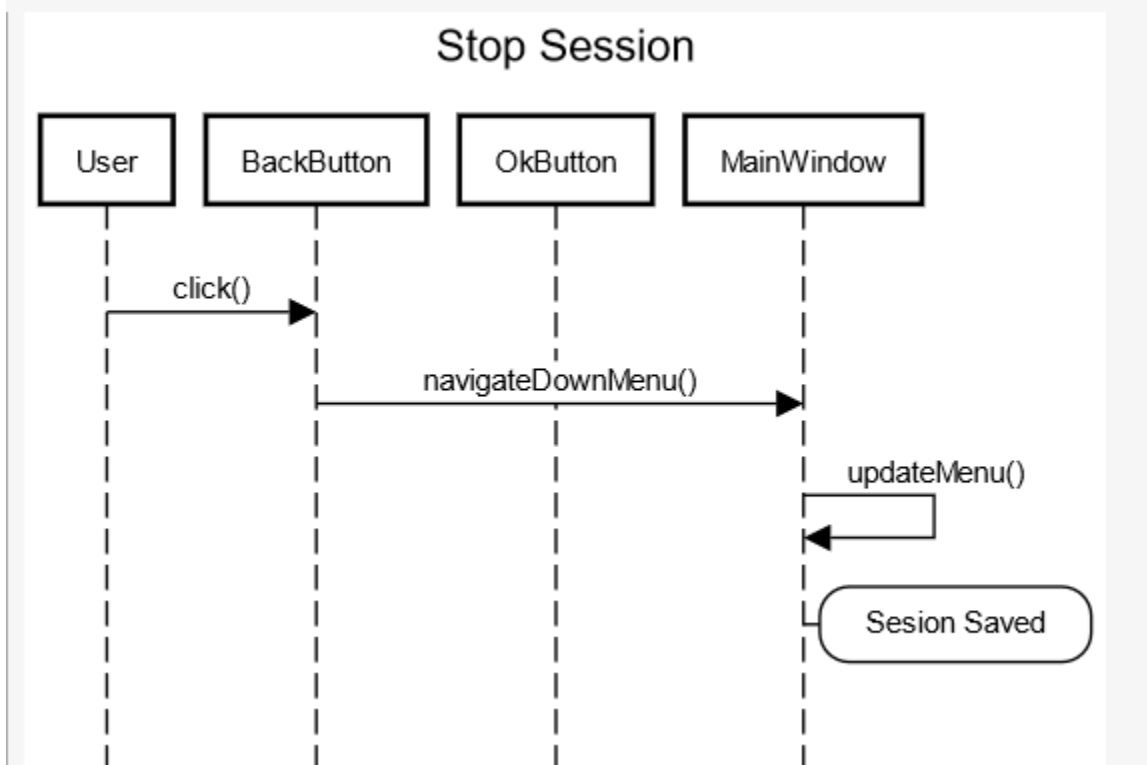 Stop Session
User
BackButton
OkButton
MainWindow
click()
navigateDownMenu()
updateMenu()
Sesion Saved